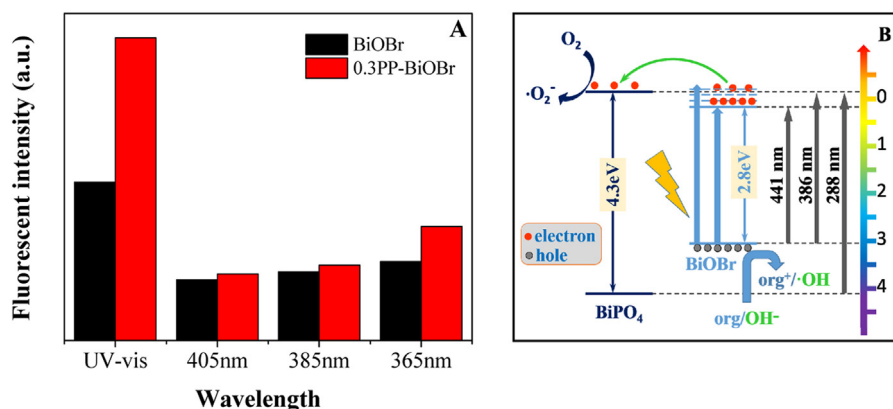 A
BiOBr
0.3PP-BiOBr
Fluorescent intensity (a.u.)
UV-vis
405nm
385nm
365nm
Wavelength
B
O₂
·O₂⁻
0
1
2
3
4
4.3eV
2.8eV
441 nm
386 nm
288 nm
electron
hole
BiOBr
org⁺/·OH
BiPO₄
org/OH⁻